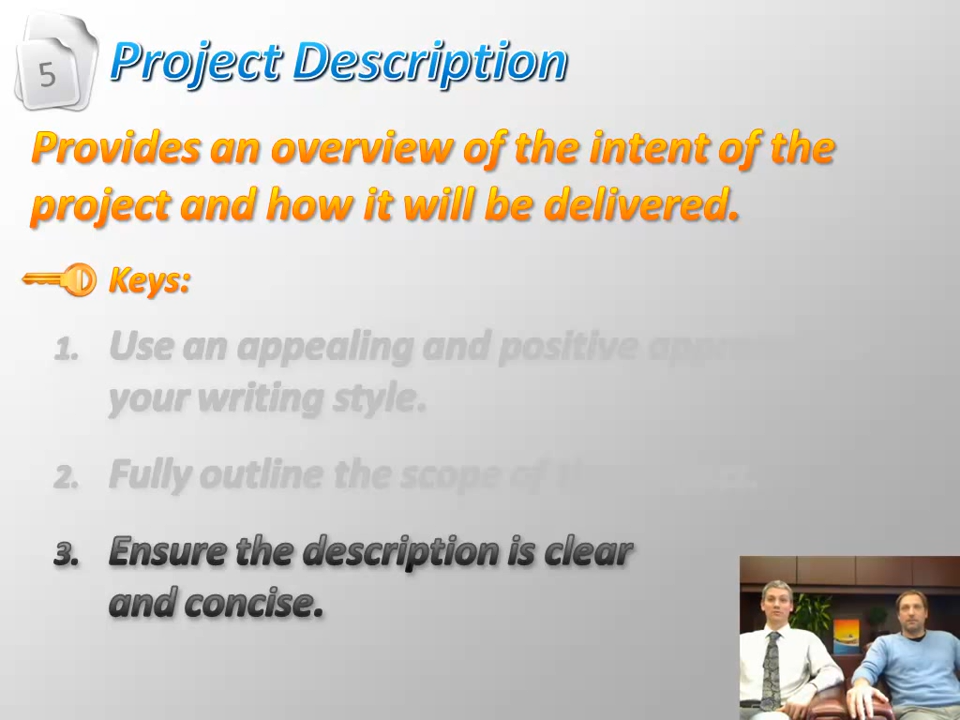 5
Project Description
Provides an overview of the intent of the
project and how it will be delivered.
Keys:
1. Use an appealing and positive
your writing style.
2. Fully outline the scope of
3. Ensure the description is clear
and concise.